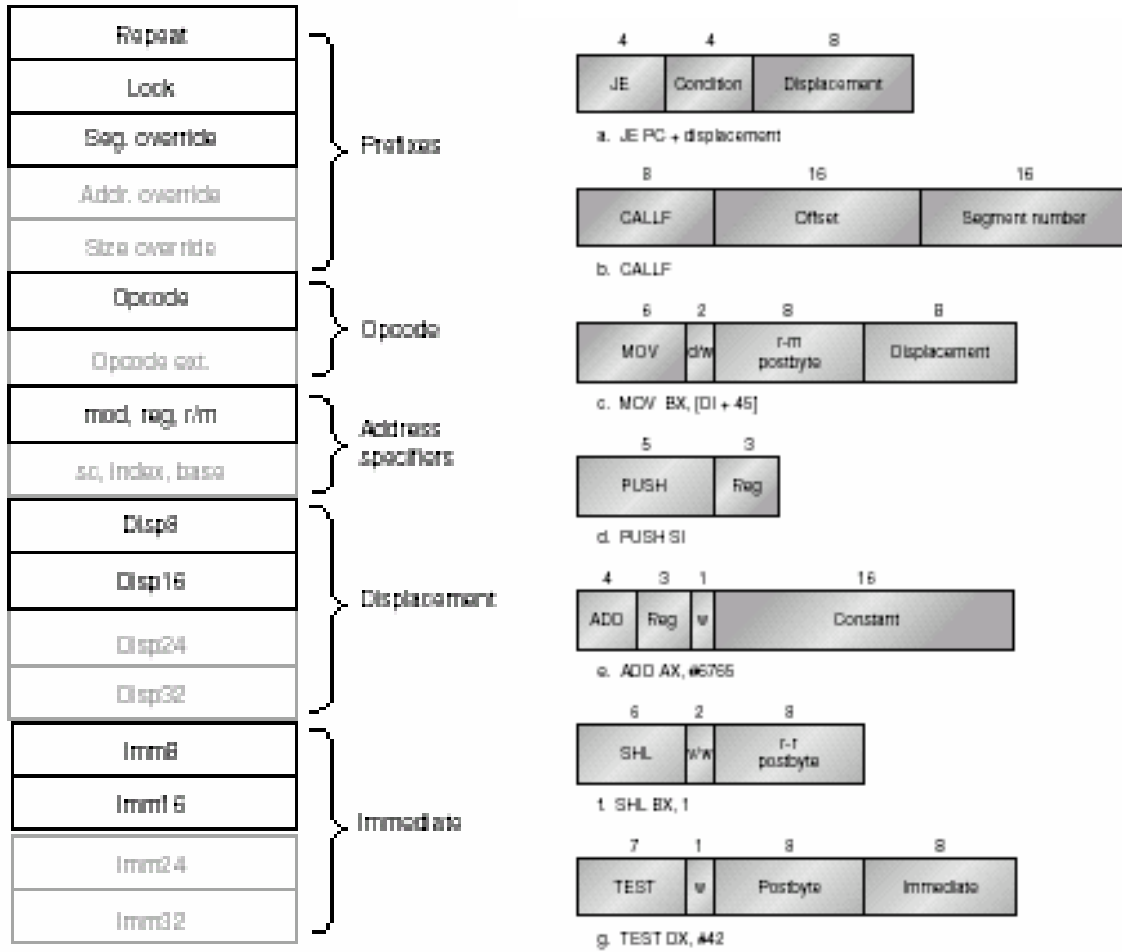 Repeat
Lock
Seg. override
Addr. override
Size override
Prefixes
Opcode
Opcode ext.
Opcode
mod, reg, r/m
sc, index, base
Address
specifiers
Disp8
Disp16
Disp24
Disp32
Displacement
Imm8
Imm16
Imm24
Imm32
Immediate
4 4 8
JE Condition Displacement
a. JE PC + displacement
8 16 16
CALLF Offset Segment number
b. CALLF
6 2 8 8
MOV d/w r-m postbyte Displacement
c. MOV BX, [DI + 45]
5 3
PUSH Reg
d. PUSH SI
4 3 1 16
ADD Reg w Constant
e. ADD AX, #6765
6 2 8
SHL v/w r-r postbyte
f. SHL BX, 1
7 1 8 8
TEST w Postbyte Immediate
g. TEST DX, #42